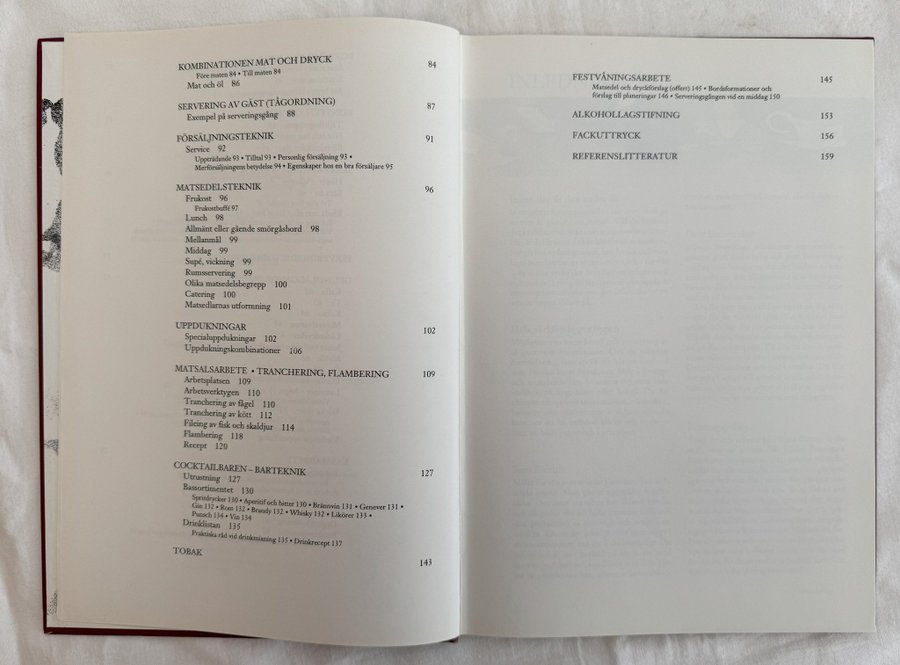 KOMBINATIONEN MAT OCH DRYCK 84
Före maten 84 • Till maten 84
Mat och öl 86
SERVERING AV GÄST (TÅGORDNING) 87
Exempel på serveringsgång 88
FÖRSÄLJNINGSTEKNIK 91
Service 92
Uppträdande 93 • Tilltal 93 • Personlig försäljning 93 •
Merförsäljningens betydelse 94 • Egenskaper hos en bra försäljare 95
MATSEDELSTEKNIK 96
Frukost 96
Frukostbuffé 97
Lunch 98
Allmänt eller gående smörgåsbord 98
Mellanmål 99
Middag 99
Supé, vickning 99
Rumsservering 99
Olika matsedelsbegrepp 100
Catering 100
Matsedlarnas utformning 101
UPPDUKNINGAR 102
Specialuppdukningar 102
Uppdukningskombinationer 106
MATSALSARBETE • TRANCHERING, FLAMBERING 109
Arbetsplatsen 109
Arbetsverktygen 110
Tranchering av fågel 110
Tranchering av kött 112
Fileing av fisk och skaldjur 114
Flambering 118
Recept 120
COCKTAILBAREN – BARTEKNIK 127
Utrustning 127
Bassortimentet 130
Spritdrycker 130 • Aperitif och bitter 130 • Brännvin 131 • Genever 131 •
Gin 132 • Rom 132 • Brandy 132 • Whisky 132 • Likörer 133 •
Punsch 134 • Vin 134
Drinklistan 135
Praktiska råd vid drinkmixning 135 • Drinkrecept 137
TOBAK 143
FESTVÅNINGSARBETE 145
Matsedel och dryckförslag (offert) 145 • Bordsformationer och
förslag till planeringar 146 • Serveringsgången vid en middag 150
ALKOHOLLAGSTIFNING 153
FACKUTTRYCK 156
REFERENSLITTERATUR 159